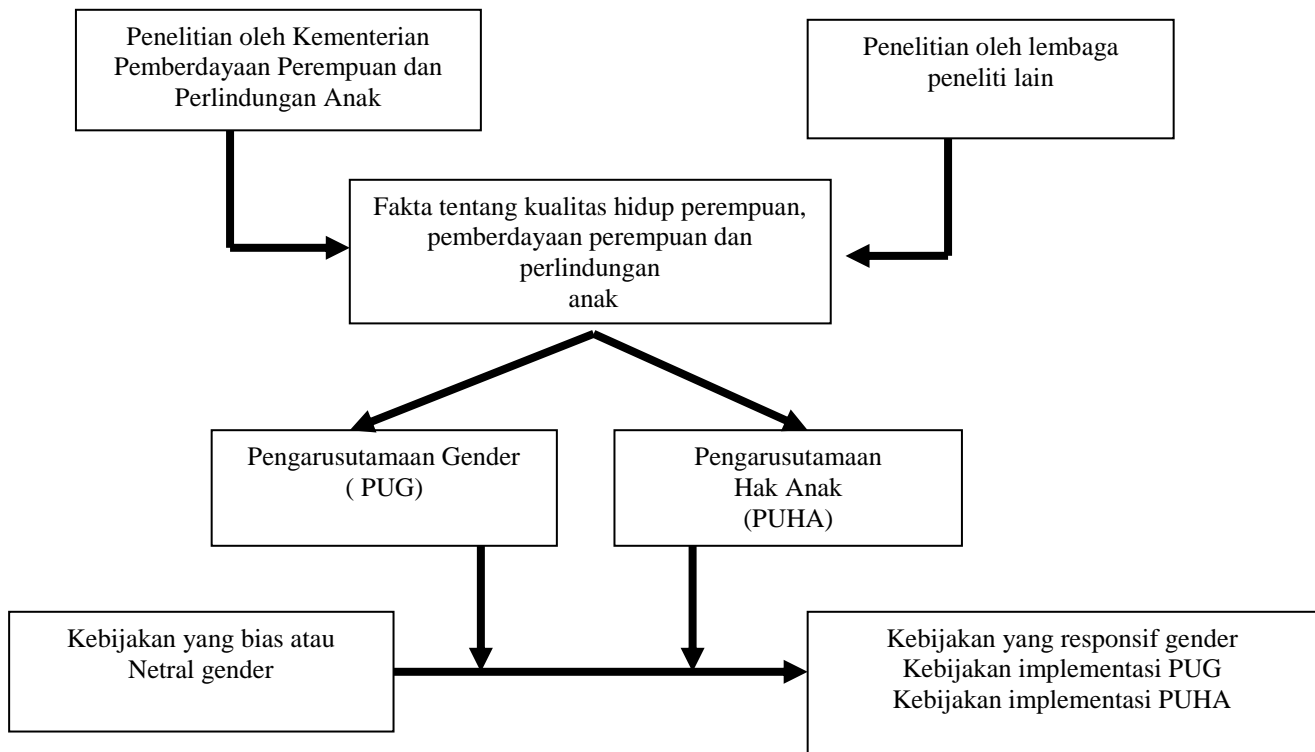 Penelitian oleh Kementerian
Pemberdayaan Perempuan dan
Perlindungan Anak
Penelitian oleh lembaga
peneliti lain
Fakta tentang kualitas hidup perempuan,
pemberdayaan perempuan dan
perlindungan
anak
Pengarusutamaan Gender
( PUG)
Pengarusutamaan
Hak Anak
(PUHA)
Kebijakan yang bias atau
Netral gender
Kebijakan yang responsif gender
Kebijakan implementasi PUG
Kebijakan implementasi PUHA